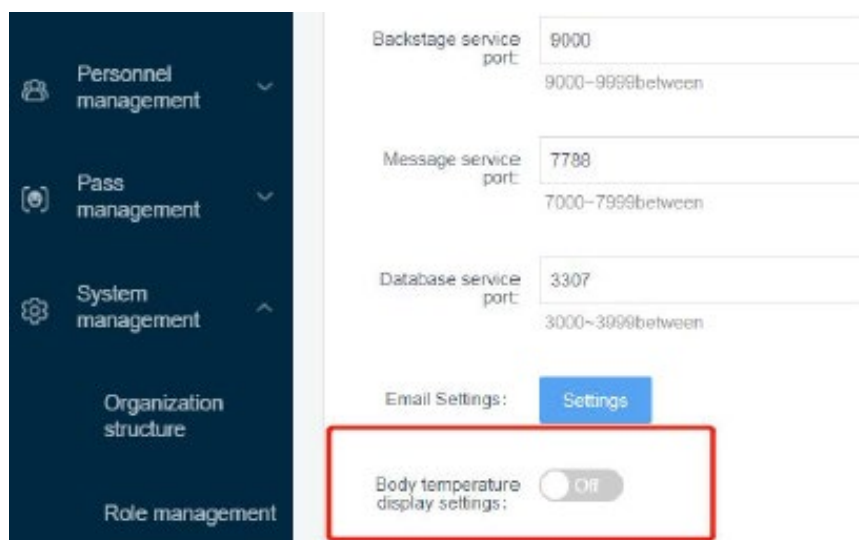 Personnel
management
Pass
management
System
management
Organization
structure
Role management
Backstage service
port:
9000
9000~9999between
Message service
port:
7788
7000~7999between
Database service
port:
3307
3000~3999between
Email Settings:
Settings
Body temperature
display settings:
Off